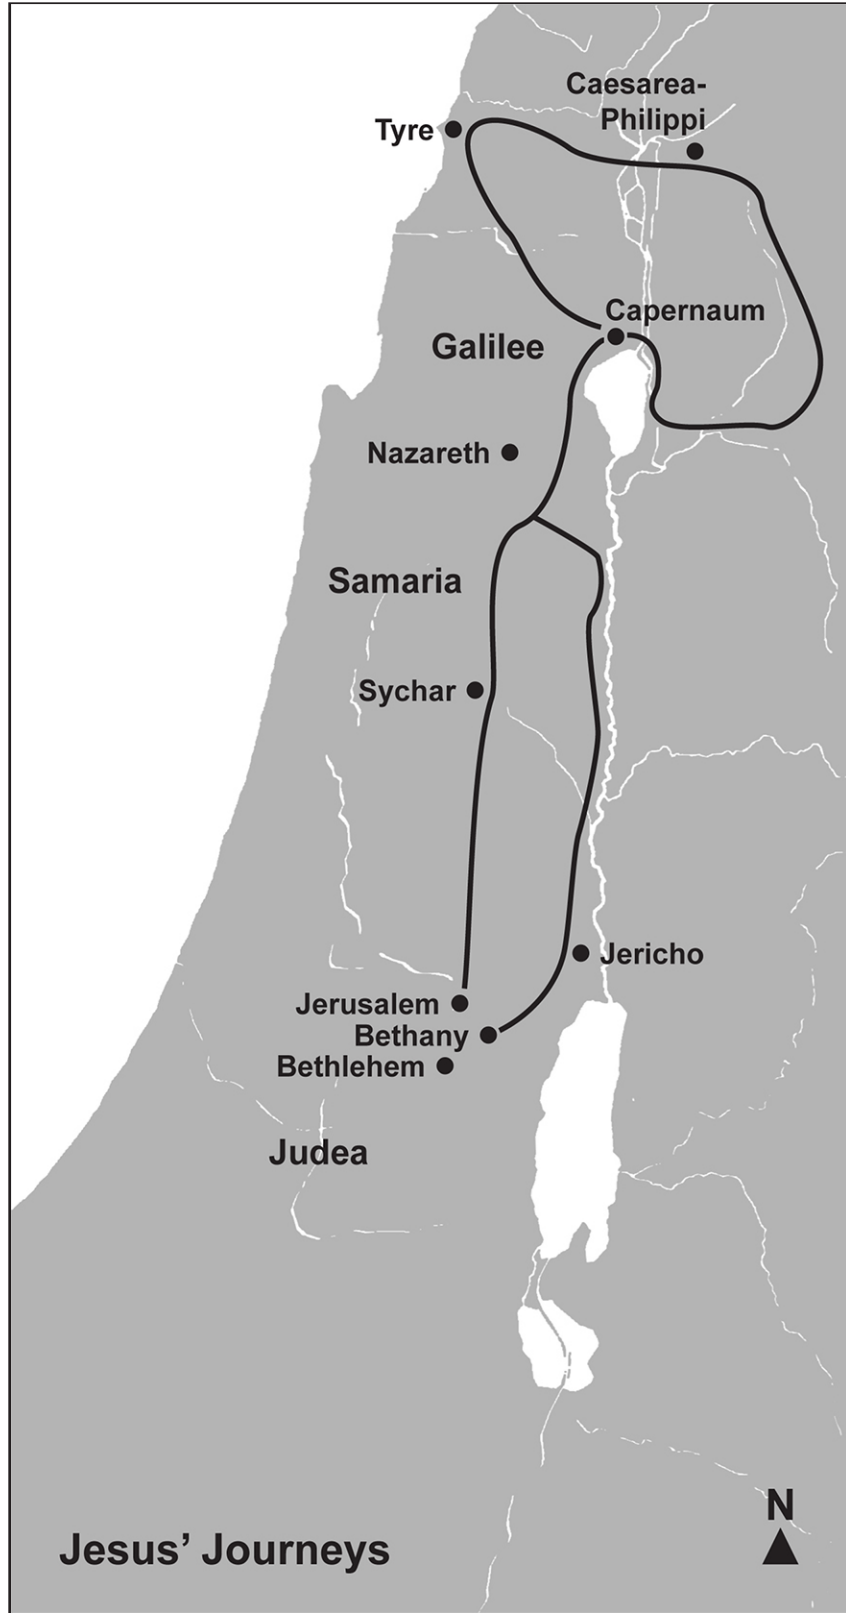 Caesarea-
Philippi
Tyre
Capernaum
Galilee
Nazareth
Samaria
Sychar
Jericho
Jerusalem
Bethany
Bethlehem
Judea
N
Jesus’ Journeys